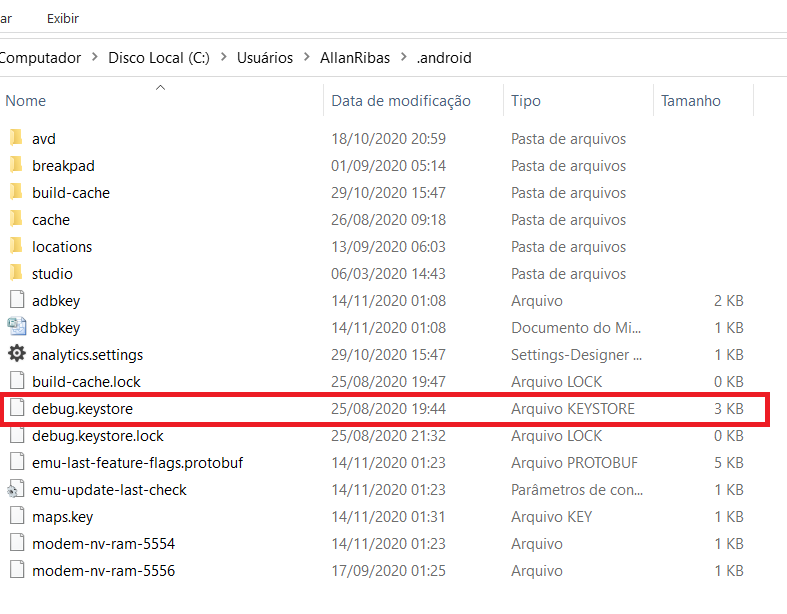 ar Exibir
Computador > Disco Local (C:) > Usuários > AllanRibas > .android
Nome Data de modificação Tipo Tamanho
avd 18/10/2020 20:59 Pasta de arquivos
breakpad 01/09/2020 05:14 Pasta de arquivos
build-cache 29/10/2020 15:47 Pasta de arquivos
cache 26/08/2020 09:18 Pasta de arquivos
locations 13/09/2020 06:03 Pasta de arquivos
studio 06/03/2020 14:43 Pasta de arquivos
adbkey 14/11/2020 01:08 Arquivo 2 KB
adbkey 14/11/2020 01:08 Documento do Mi... 1 KB
analytics.settings 29/10/2020 15:47 Settings-Designer ... 1 KB
build-cache.lock 25/08/2020 19:47 Arquivo LOCK 0 KB
debug.keystore 25/08/2020 19:44 Arquivo KEYSTORE 3 KB
debug.keystore.lock 25/08/2020 21:32 Arquivo LOCK 0 KB
emu-last-feature-flags.protobuf 14/11/2020 01:23 Arquivo PROTOBUF 5 KB
emu-update-last-check 14/11/2020 01:23 Parâmetros de con... 1 KB
maps.key 14/11/2020 01:31 Arquivo KEY 1 KB
modem-nv-ram-5554 14/11/2020 01:23 Arquivo 1 KB
modem-nv-ram-5556 17/09/2020 01:25 Arquivo 1 KB